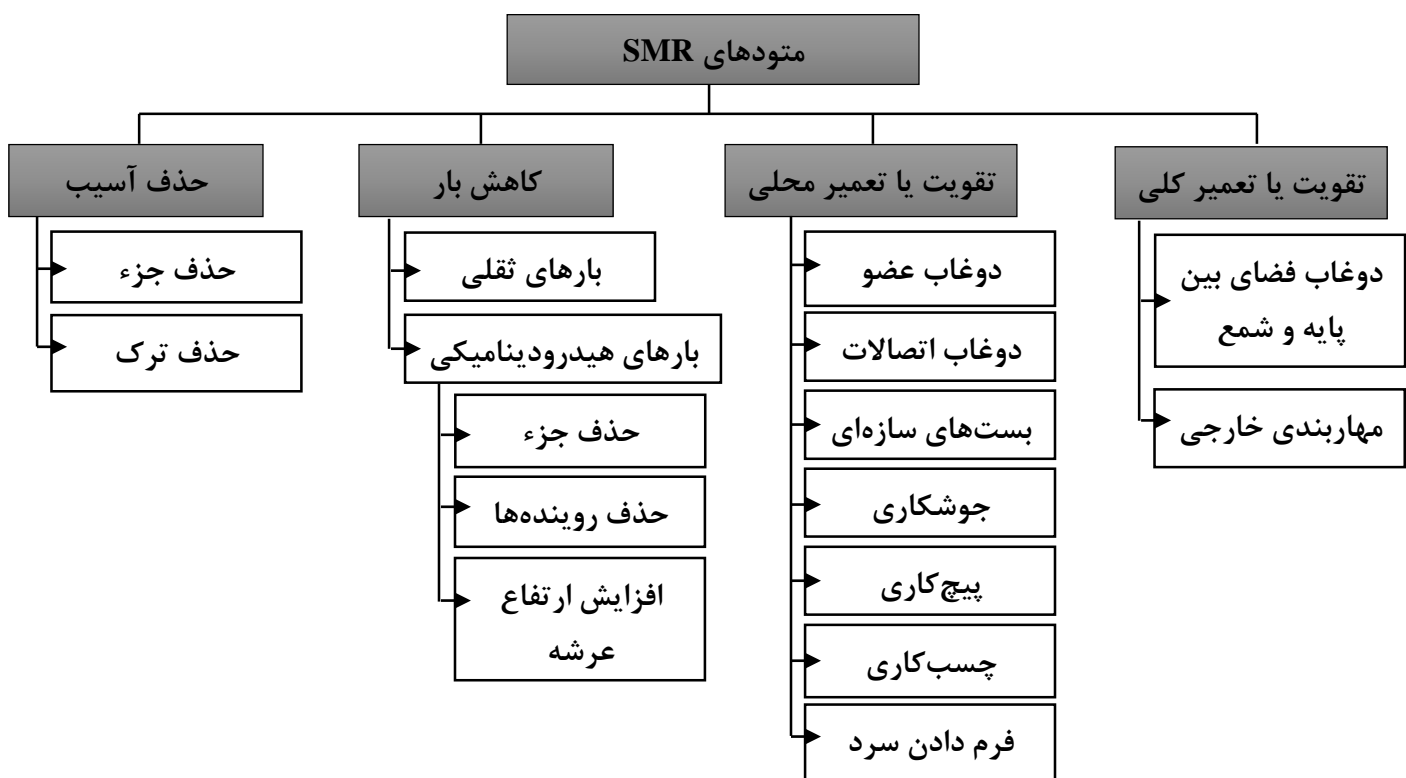 متودهای SMR
تقویت یا تعمیر کلی
دوغاب فضای بین
پایه و شمع
مهاربندی خارجی
تقویت یا تعمیر محلی
دوغاب عضو
دوغاب اتصالات
بست‌های سازه‌ای
جوشکاری
پیچ‌کاری
چسب‌کاری
فرم دادن سرد
کاهش بار
بارهای ثقلی
بارهای هیدرودینامیکی
حذف جزء
حذف روینده‌ها
افزایش ارتفاع
عرشه
حذف آسیب
حذف جزء
حذف ترک